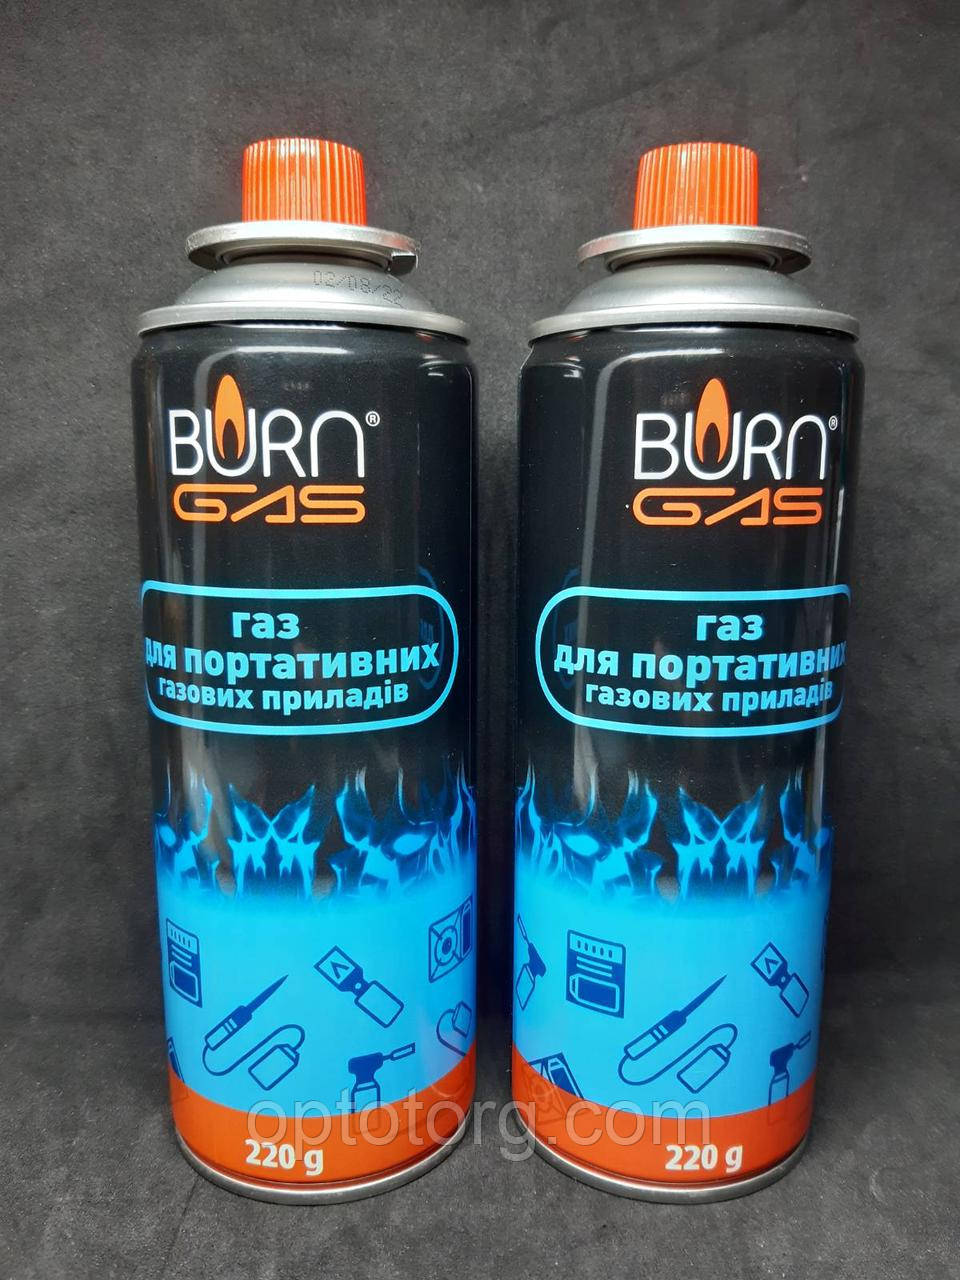 02/08/22
BURN®
GAS
газ
для портативних
газових приладів
220 g
BURN®
GAS
газ
для портативних
газових приладів
220 g
optotorg.com